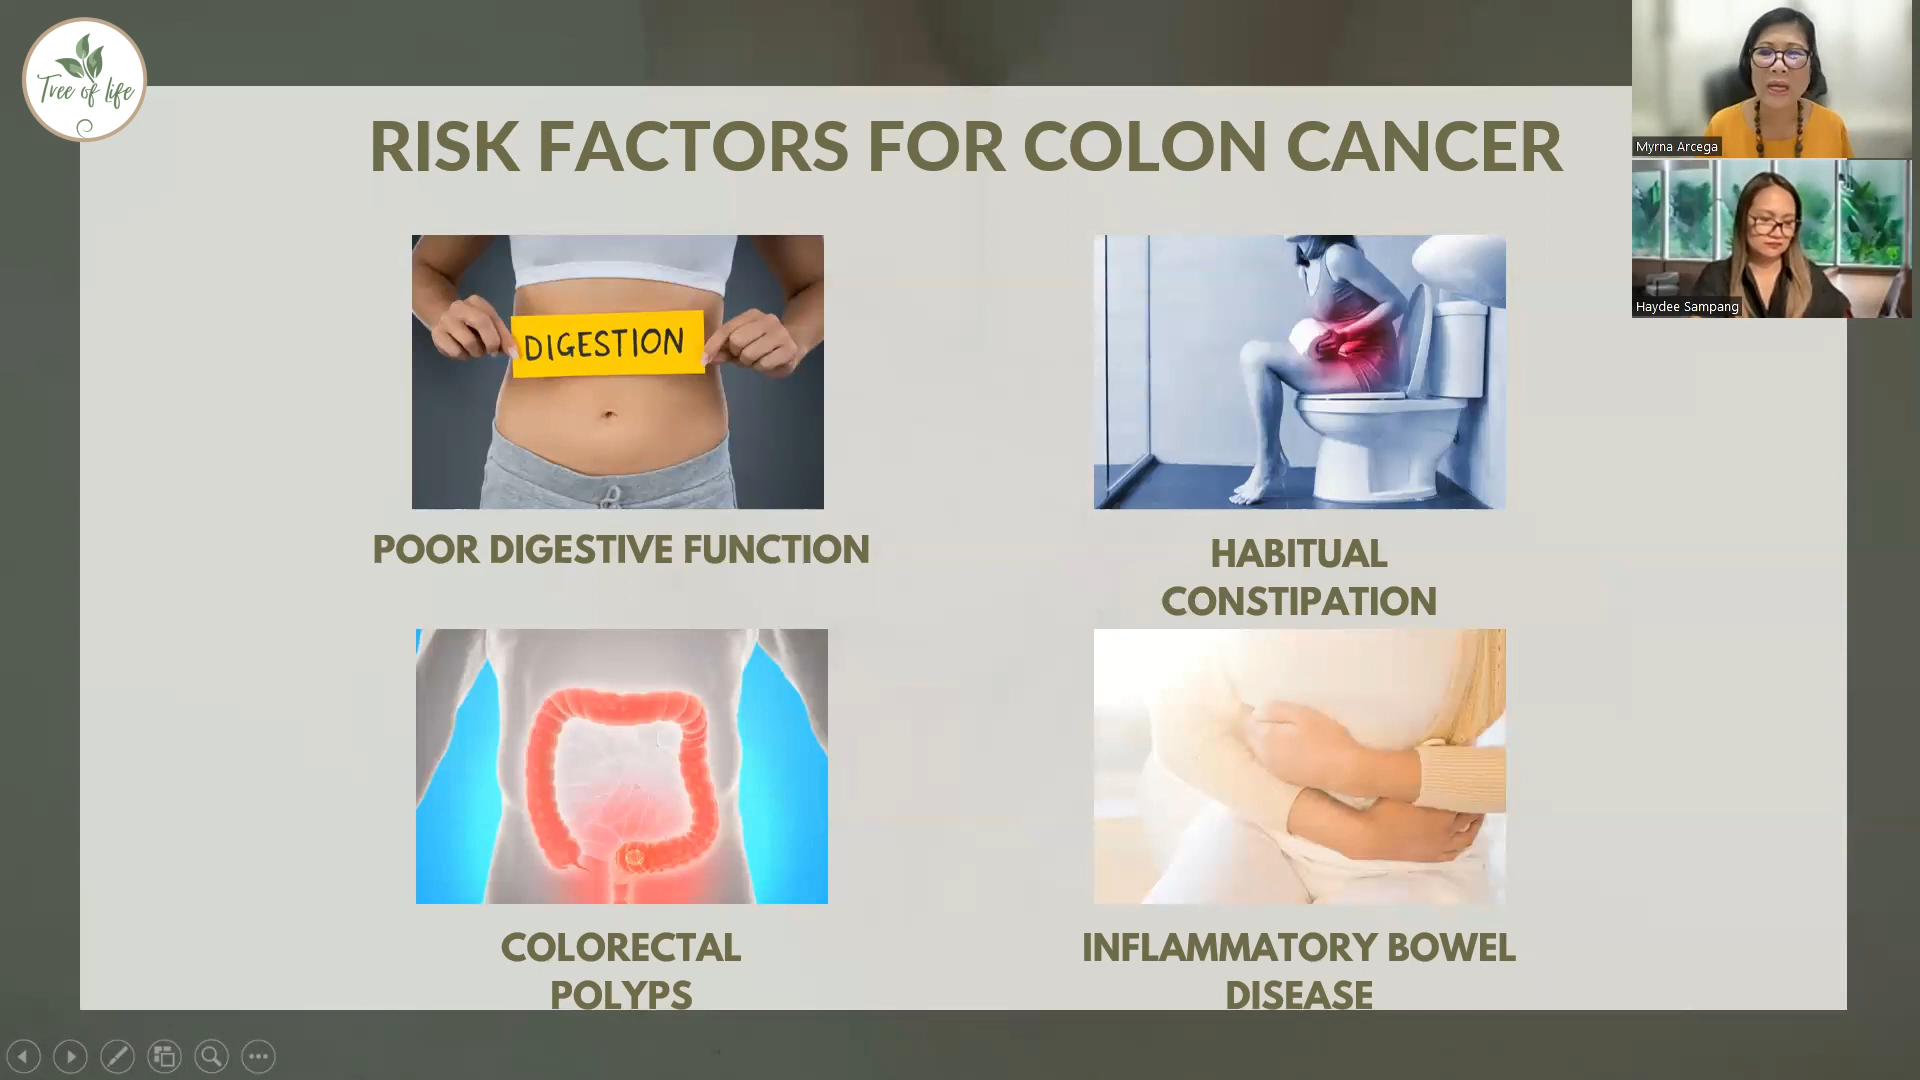 Tree of life
RISK FACTORS FOR COLON CANCER
Myrna Arcega
Haydee Sampang
DIGESTION
POOR DIGESTIVE FUNCTION
HABITUAL
CONSTIPATION
COLORECTAL
POLYPS
INFLAMMATORY BOWEL
DISEASE